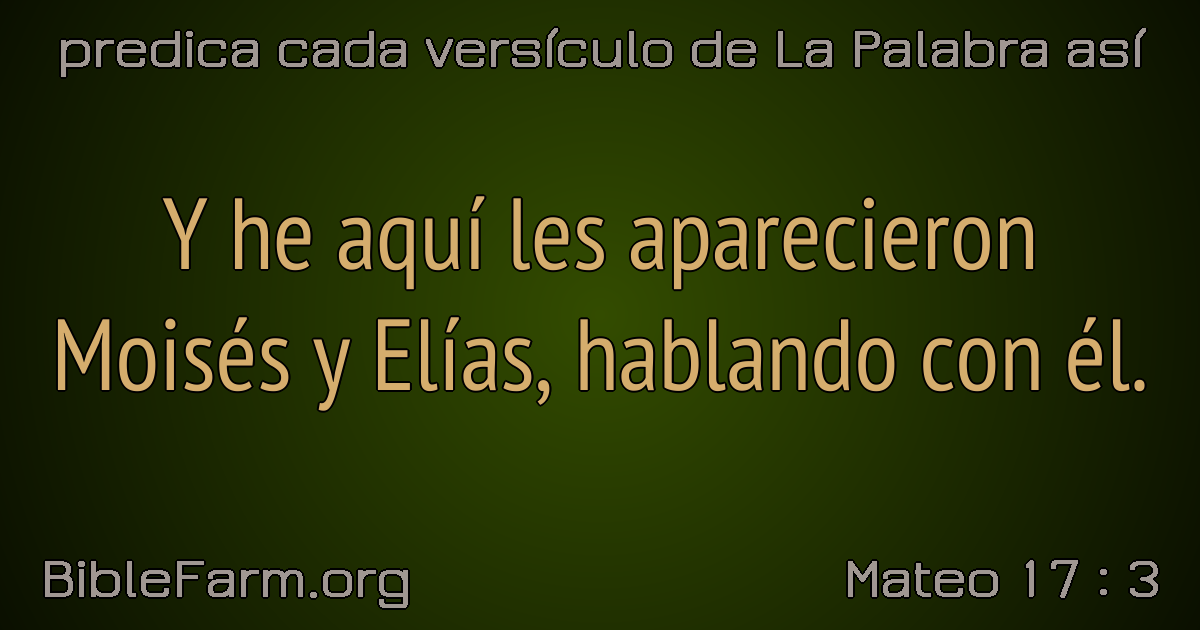 predica cada versículo de La Palabra así
Y he aquí les aparecieron
Moisés y Elías, hablando con él.
BibleFarm.org
Mateo 17 : 3